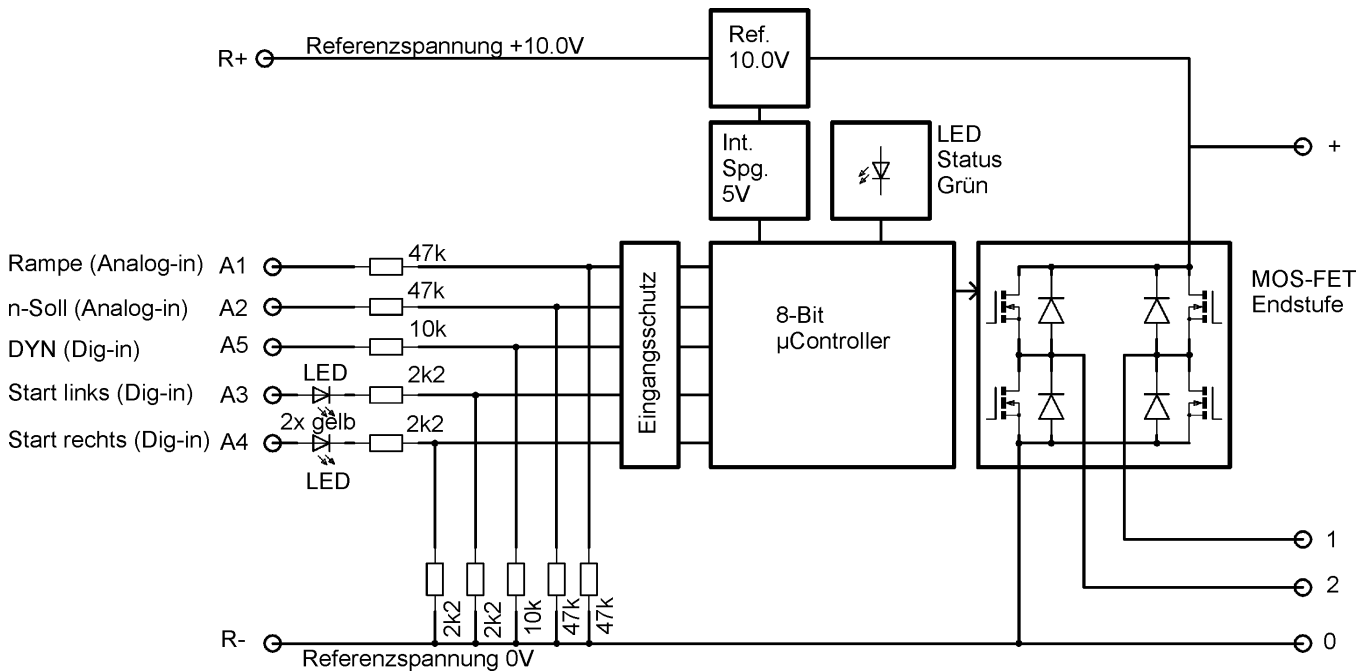 R+
Referenzspannung +10.0V
Ref.
10.0V
Int.
Spg.
5V
LED
Status
Grün
+
Rampe (Analog-in) A1
47k
n-Soll (Analog-in) A2
47k
DYN (Dig-in) A5
10k
Start links (Dig-in) A3
LED
2k2
2x gelb
Start rechts (Dig-in) A4
2k2
LED
Eingangsschutz
8-Bit
µController
MOS-FET
Endstufe
1
2
2k2
2k2
10k
47k
47k
R-
Referenzspannung 0V
0